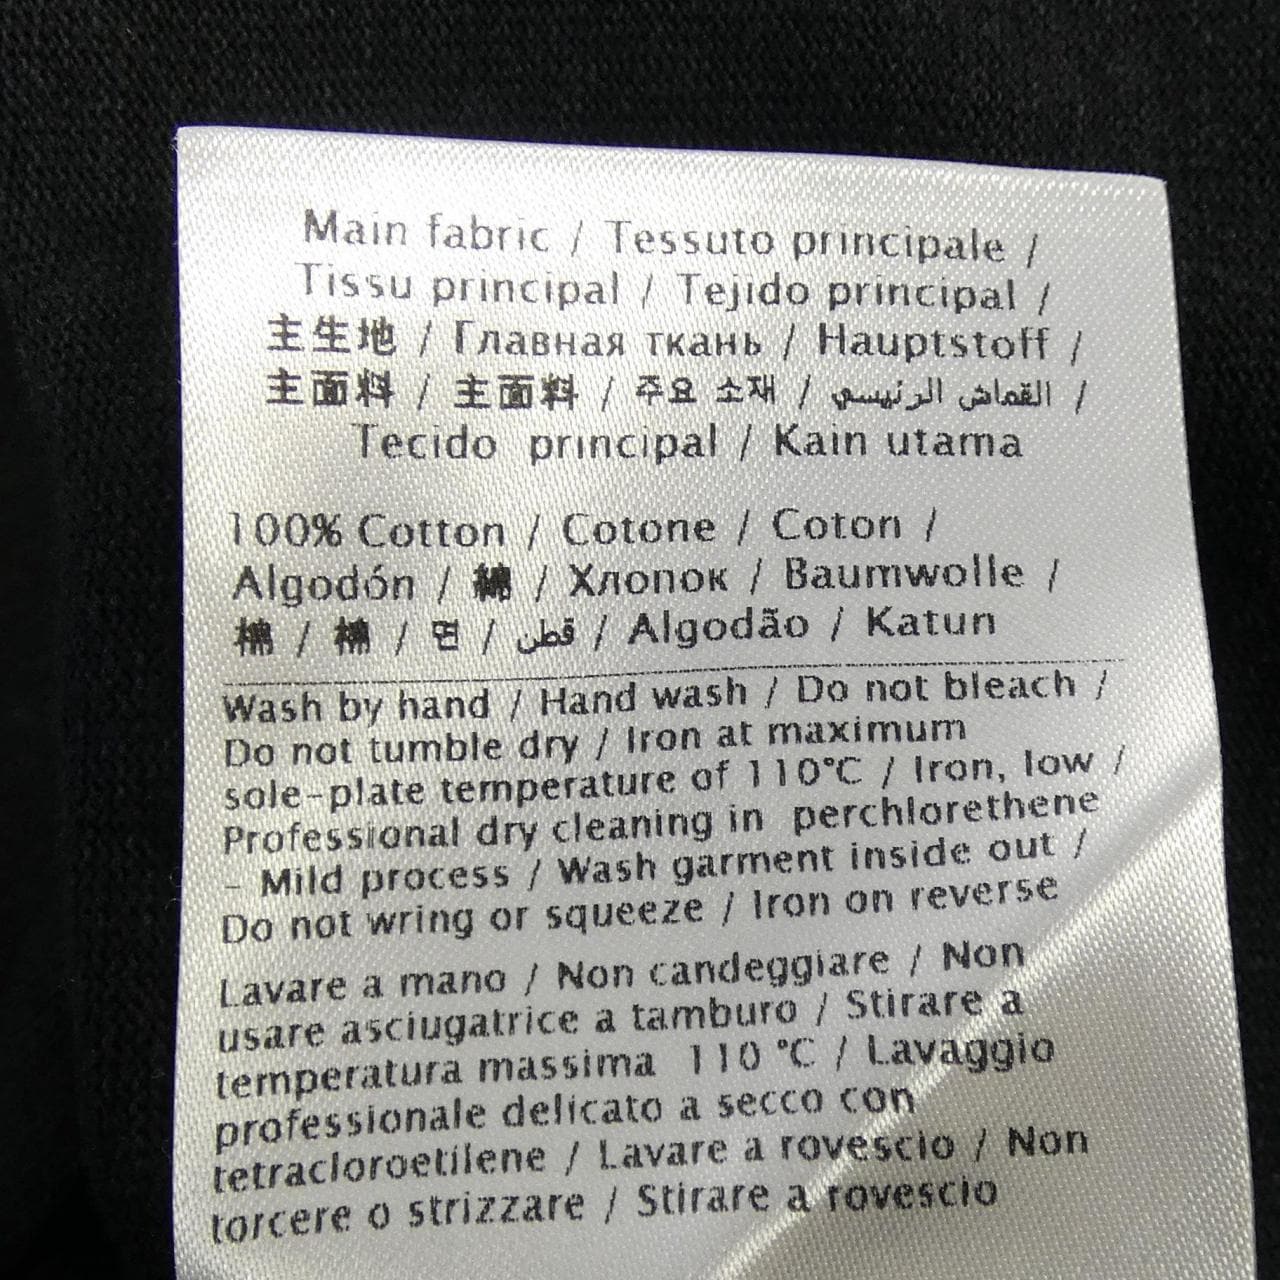 Main fabric / Tessuto principale /
Tissu principal / Tejido principal /
主生地 / Главная ткань / Hauptstoff /
主面料 / 主面料 / 주요 소재 / القماش الرئيسي /
Tecido principal / Kain utama
100% Cotton / Cotone / Coton /
Algodón / 綿 / Хлопок / Baumwolle /
棉 / 棉 / 면 / قطن / Algodão / Katun
Wash by hand / Hand wash / Do not bleach /
Do not tumble dry / Iron at maximum
sole-plate temperature of 110°C / Iron, low /
Professional dry cleaning in perchlorethene
- Mild process / Wash garment inside out /
Do not wring or squeeze / Iron on reverse
Lavare a mano / Non candeggiare / Non
usare asciugatrice a tamburo / Stirare a
temperatura massima 110 °C / Lavaggio
professionale delicato a secco con
tetracloroetilene / Lavare a rovescio / Non
torcere o strizzare / Stirare a rovescio